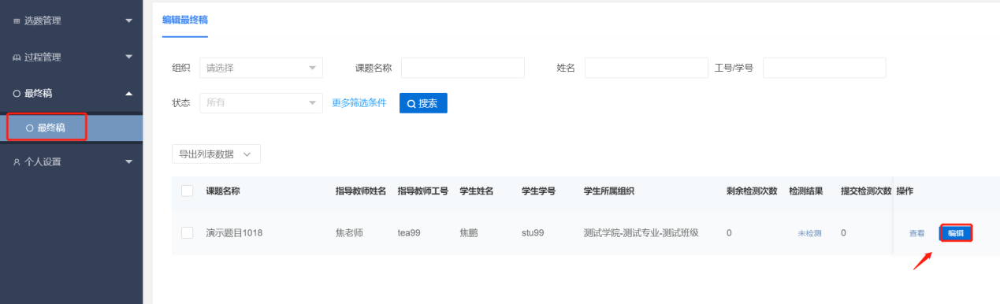 选题管理
过程管理
最终稿
最终稿
个人设置
编辑最终稿
组织 请选择 课题名称 姓名 工号/学号
状态 所有 更多筛选条件 搜索
导出列表数据
课题名称 指导教师姓名 指导教师工号 学生姓名 学生学号 学生所属组织 剩余检测次数 检测结果 提交检测次数 操作
演示题目1018 焦老师 tea99 焦鹏 stu99 测试学院-测试专业-测试班级 0 未检测 0 查看 编辑